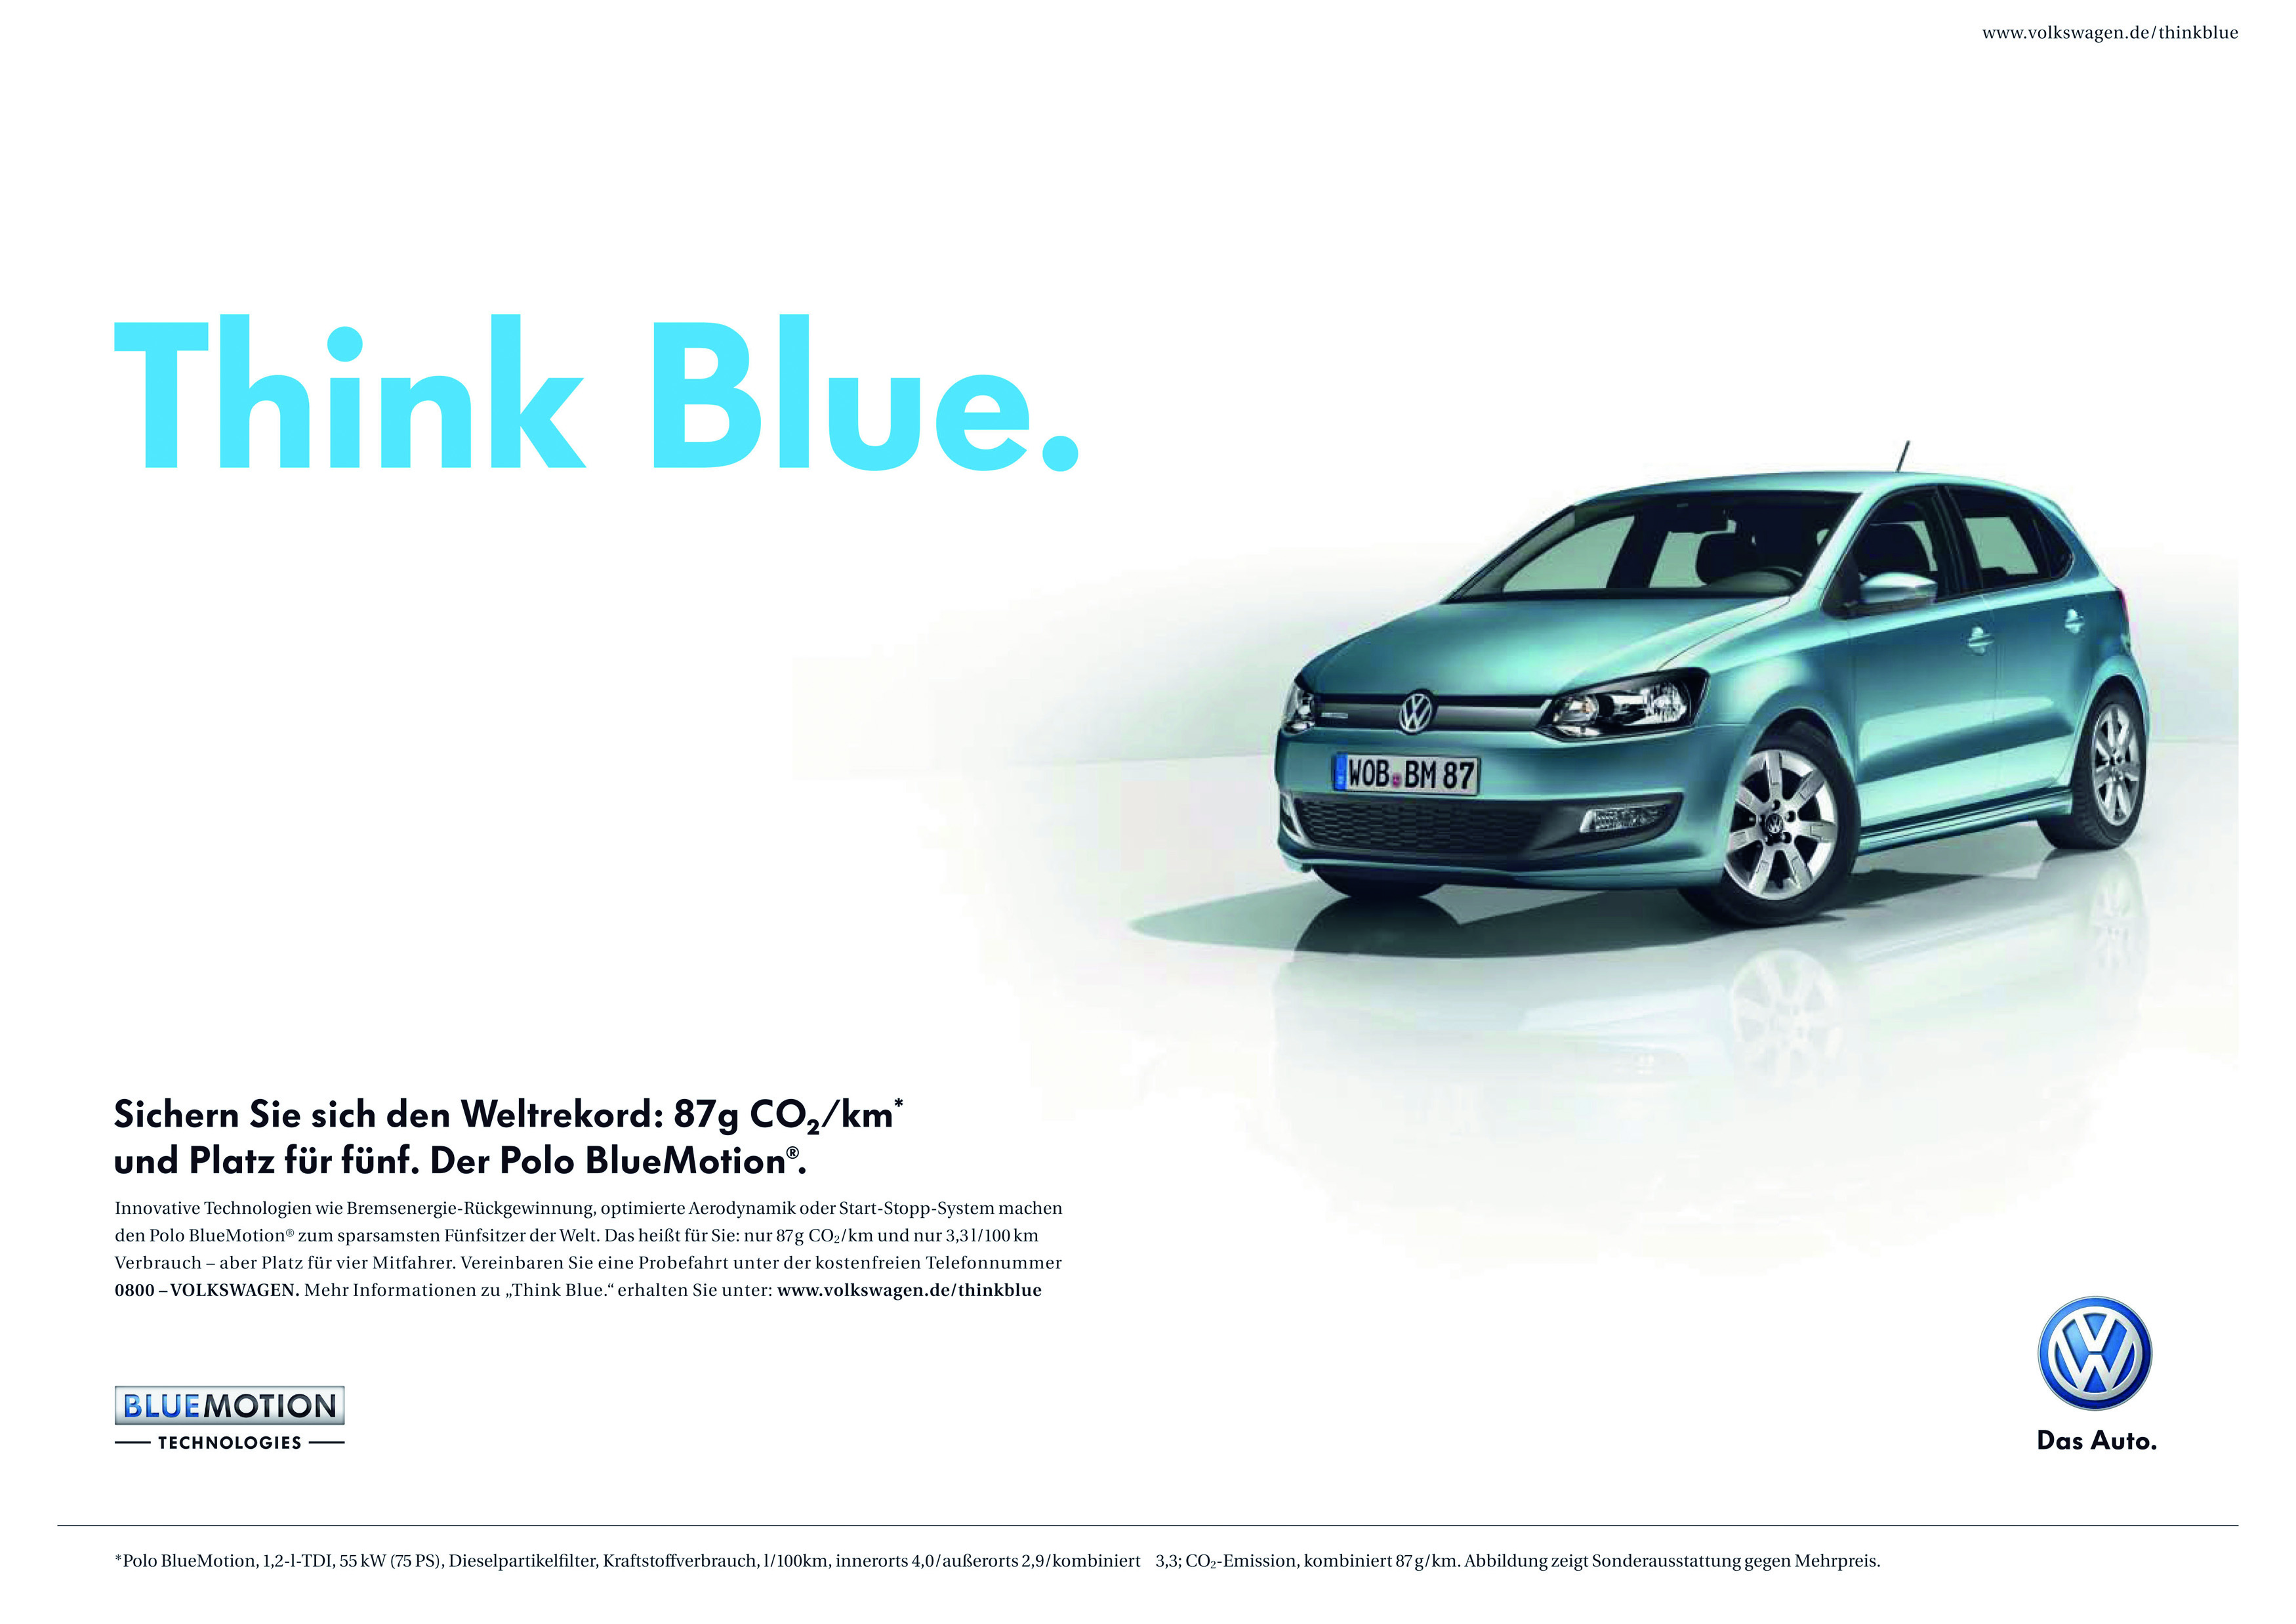 www.volkswagen.de/thinkblue
Think Blue.
WOB BM 87
Sichern Sie sich den Weltrekord: 87g CO₂/km*
und Platz für fünf. Der Polo BlueMotion®.
Innovative Technologien wie Bremsenergie-Rückgewinnung, optimierte Aerodynamik oder Start-Stopp-System machen
den Polo BlueMotion® zum sparsamsten Fünfsitzer der Welt. Das heißt für Sie: nur 87g CO₂/km und nur 3,3l/100km
Verbrauch – aber Platz für vier Mitfahrer. Vereinbaren Sie eine Probefahrt unter der kostenfreien Telefonnummer
0800 – VOLKSWAGEN. Mehr Informationen zu „Think Blue.“ erhalten Sie unter: www.volkswagen.de/thinkblue
BLUEMOTION
TECHNOLOGIES
Das Auto.
*Polo BlueMotion, 1,2-l-TDI, 55 kW (75 PS), Dieselpartikelfilter, Kraftstoffverbrauch, l/100km, innerorts 4,0/außerorts 2,9/kombiniert 3,3; CO₂-Emission, kombiniert 87g/km. Abbildung zeigt Sonderausstattung gegen Mehrpreis.